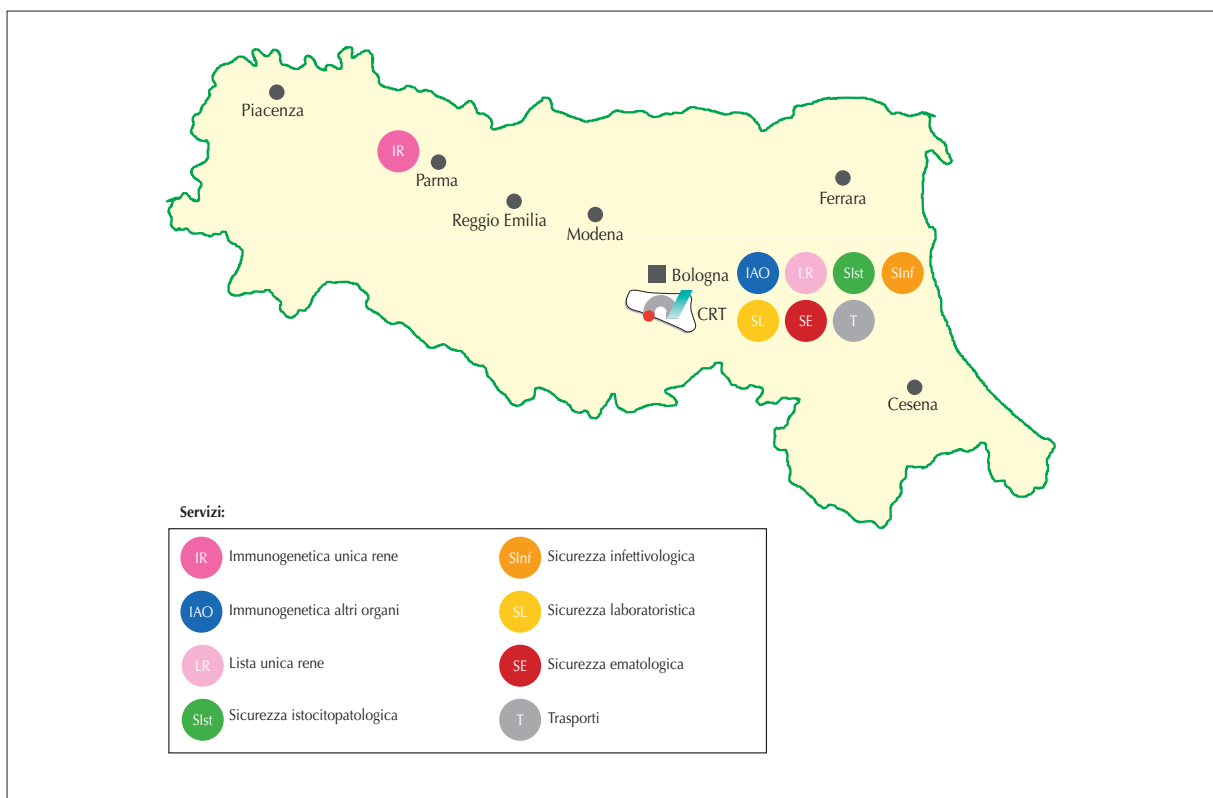 Piacenza
IR
Parma
Reggio Emilia
Modena
Ferrara
Bologna
IAO
LR
SIst
SInf
CRT
SL
SE
T
Cesena
Servizi:
IR Immunogenetica unica rene
IAO Immunogenetica altri organi
LR Lista unica rene
SIst Sicurezza istocitopatologica
SInf Sicurezza infettivologica
SL Sicurezza laboratoristica
SE Sicurezza ematologica
T Trasporti